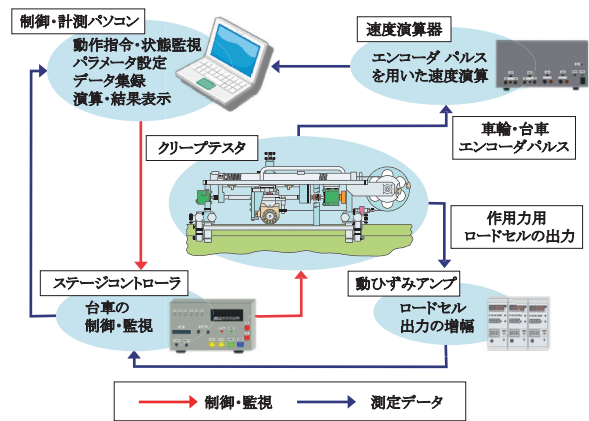 制御・計測パソコン
動作指令・状態監視
パラメータ設定
データ集録
演算・結果表示
速度演算器
エンコーダ パルス
を用いた速度演算
車輪・台車
エンコーダパルス
クリープテスタ
作用力用
ロードセルの出力
ステージコントローラ
台車の
制御・監視
動ひずみアンプ
ロードセル
出力の増幅
制御・監視
測定データ